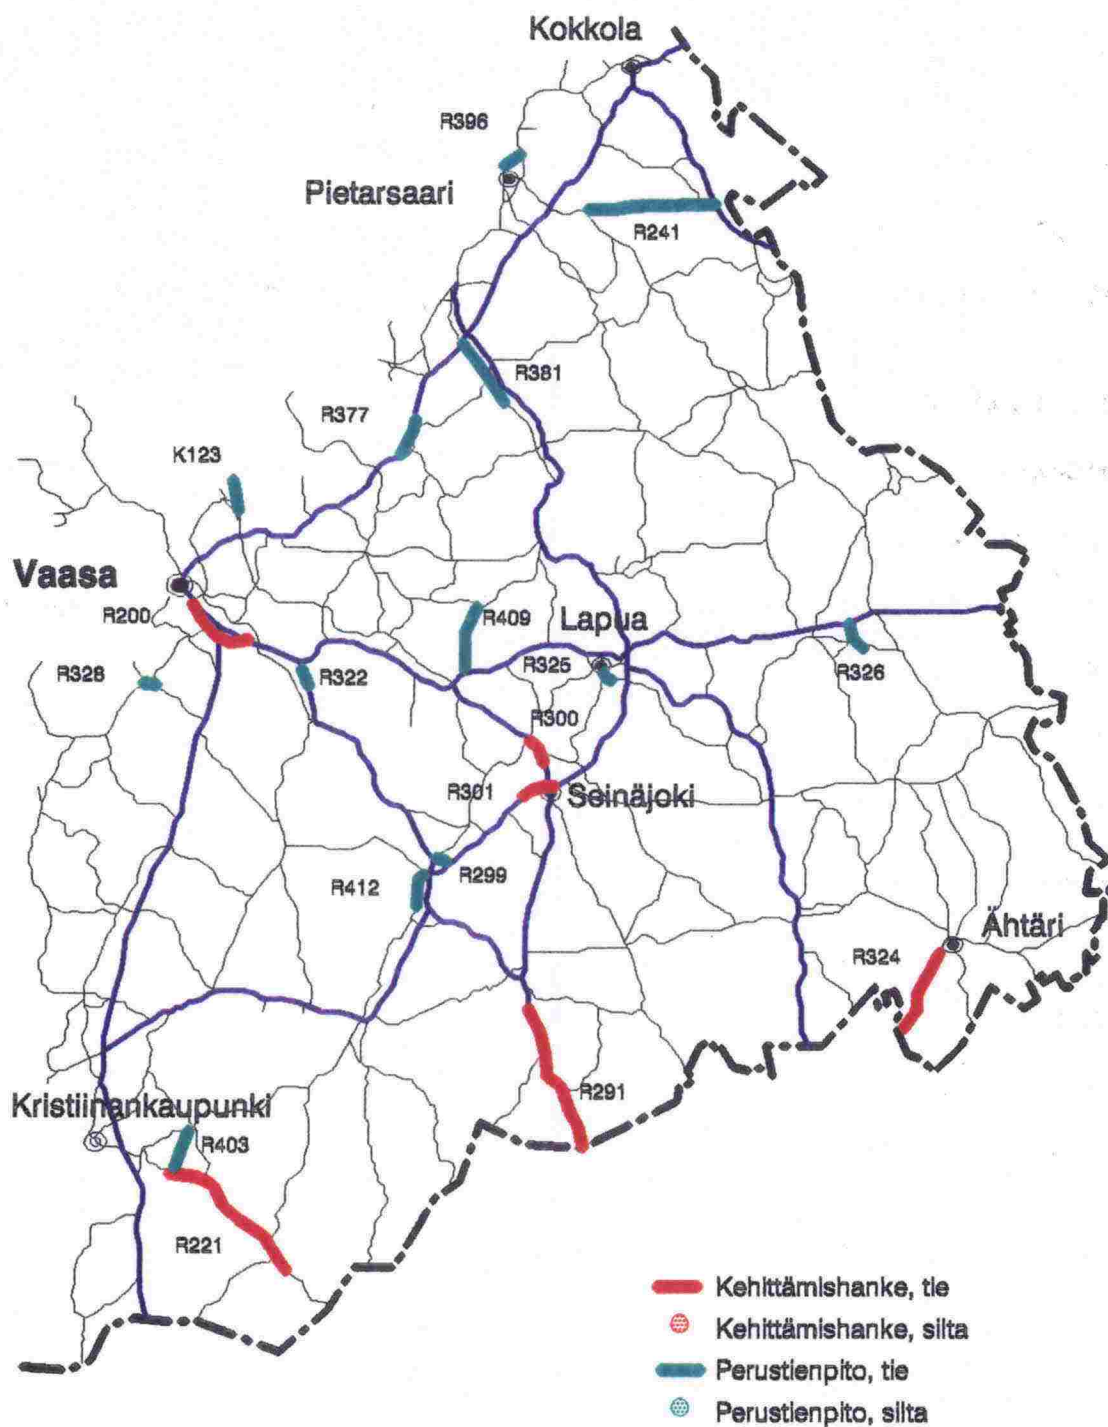 Kokkola
R396
Pietarsaari
R241
R381
R377
K123
Vaasa
R200
R409
Lapua
R328
R322
R325
R326
R300
R301
Seinäjoki
R299
R412
Ähtäri
R324
R291
Kristiinankaupunki
R403
R221
Kehittämishanke, tie
Kehittämishanke, silta
Perustienpito, tie
Perustienpito, silta